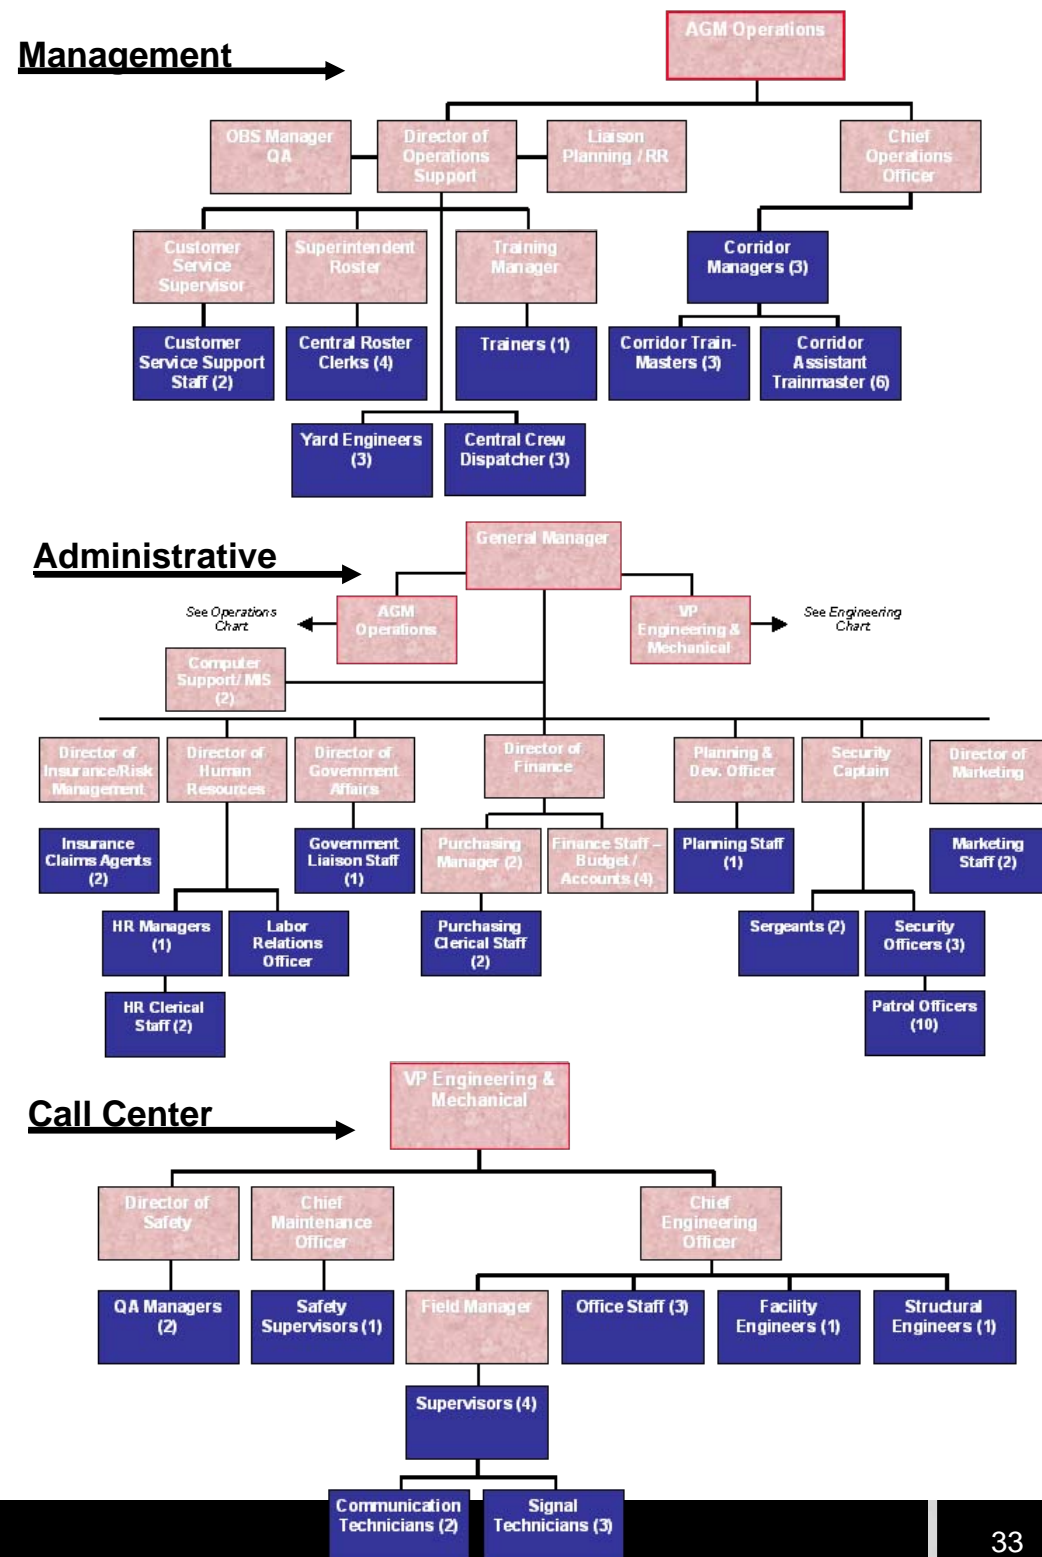 Management
AGM Operations
OBS Manager
QA
Director of
Operations
Support
Liaison
Planning / RR
Chief
Operations
Officer
Customer
Service
Supervisor
Superintendent
Roster
Training
Manager
Corridor
Managers (3)
Customer
Service Support
Staff (2)
Central Roster
Clerks (4)
Trainers (1)
Corridor Train-
Masters (3)
Corridor
Assistant
Trainmaster (6)
Yard Engineers
(3)
Central Crew
Dispatcher (3)
Administrative
General Manager
See Operations
Chart
AGM
Operations
VP
Engineering &
Mechanical
See Engineering
Chart
Computer
Support/ MIS
(2)
Director of
Insurance/Risk
Management
Director of
Human
Resources
Director of
Government
Affairs
Director of
Finance
Planning &
Dev. Officer
Security
Captain
Director of
Marketing
Insurance
Claims Agents
(2)
Government
Liaison Staff
(1)
Purchasing
Manager (2)
Finance Staff –
Budget /
Accounts (4)
Planning Staff
(1)
Marketing
Staff (2)
HR Managers
(1)
Labor
Relations
Officer
Purchasing
Clerical Staff
(2)
Sergeants (2)
Security
Officers (3)
HR Clerical
Staff (2)
Patrol Officers
(10)
Call Center
VP Engineering &
Mechanical
Director of
Safety
Chief
Maintenance
Officer
Chief
Engineering
Officer
QA Managers
(2)
Safety
Supervisors (1)
Field Manager
Office Staff (3)
Facility
Engineers (1)
Structural
Engineers (1)
Supervisors (4)
Communication
Technicians (2)
Signal
Technicians (3)
33